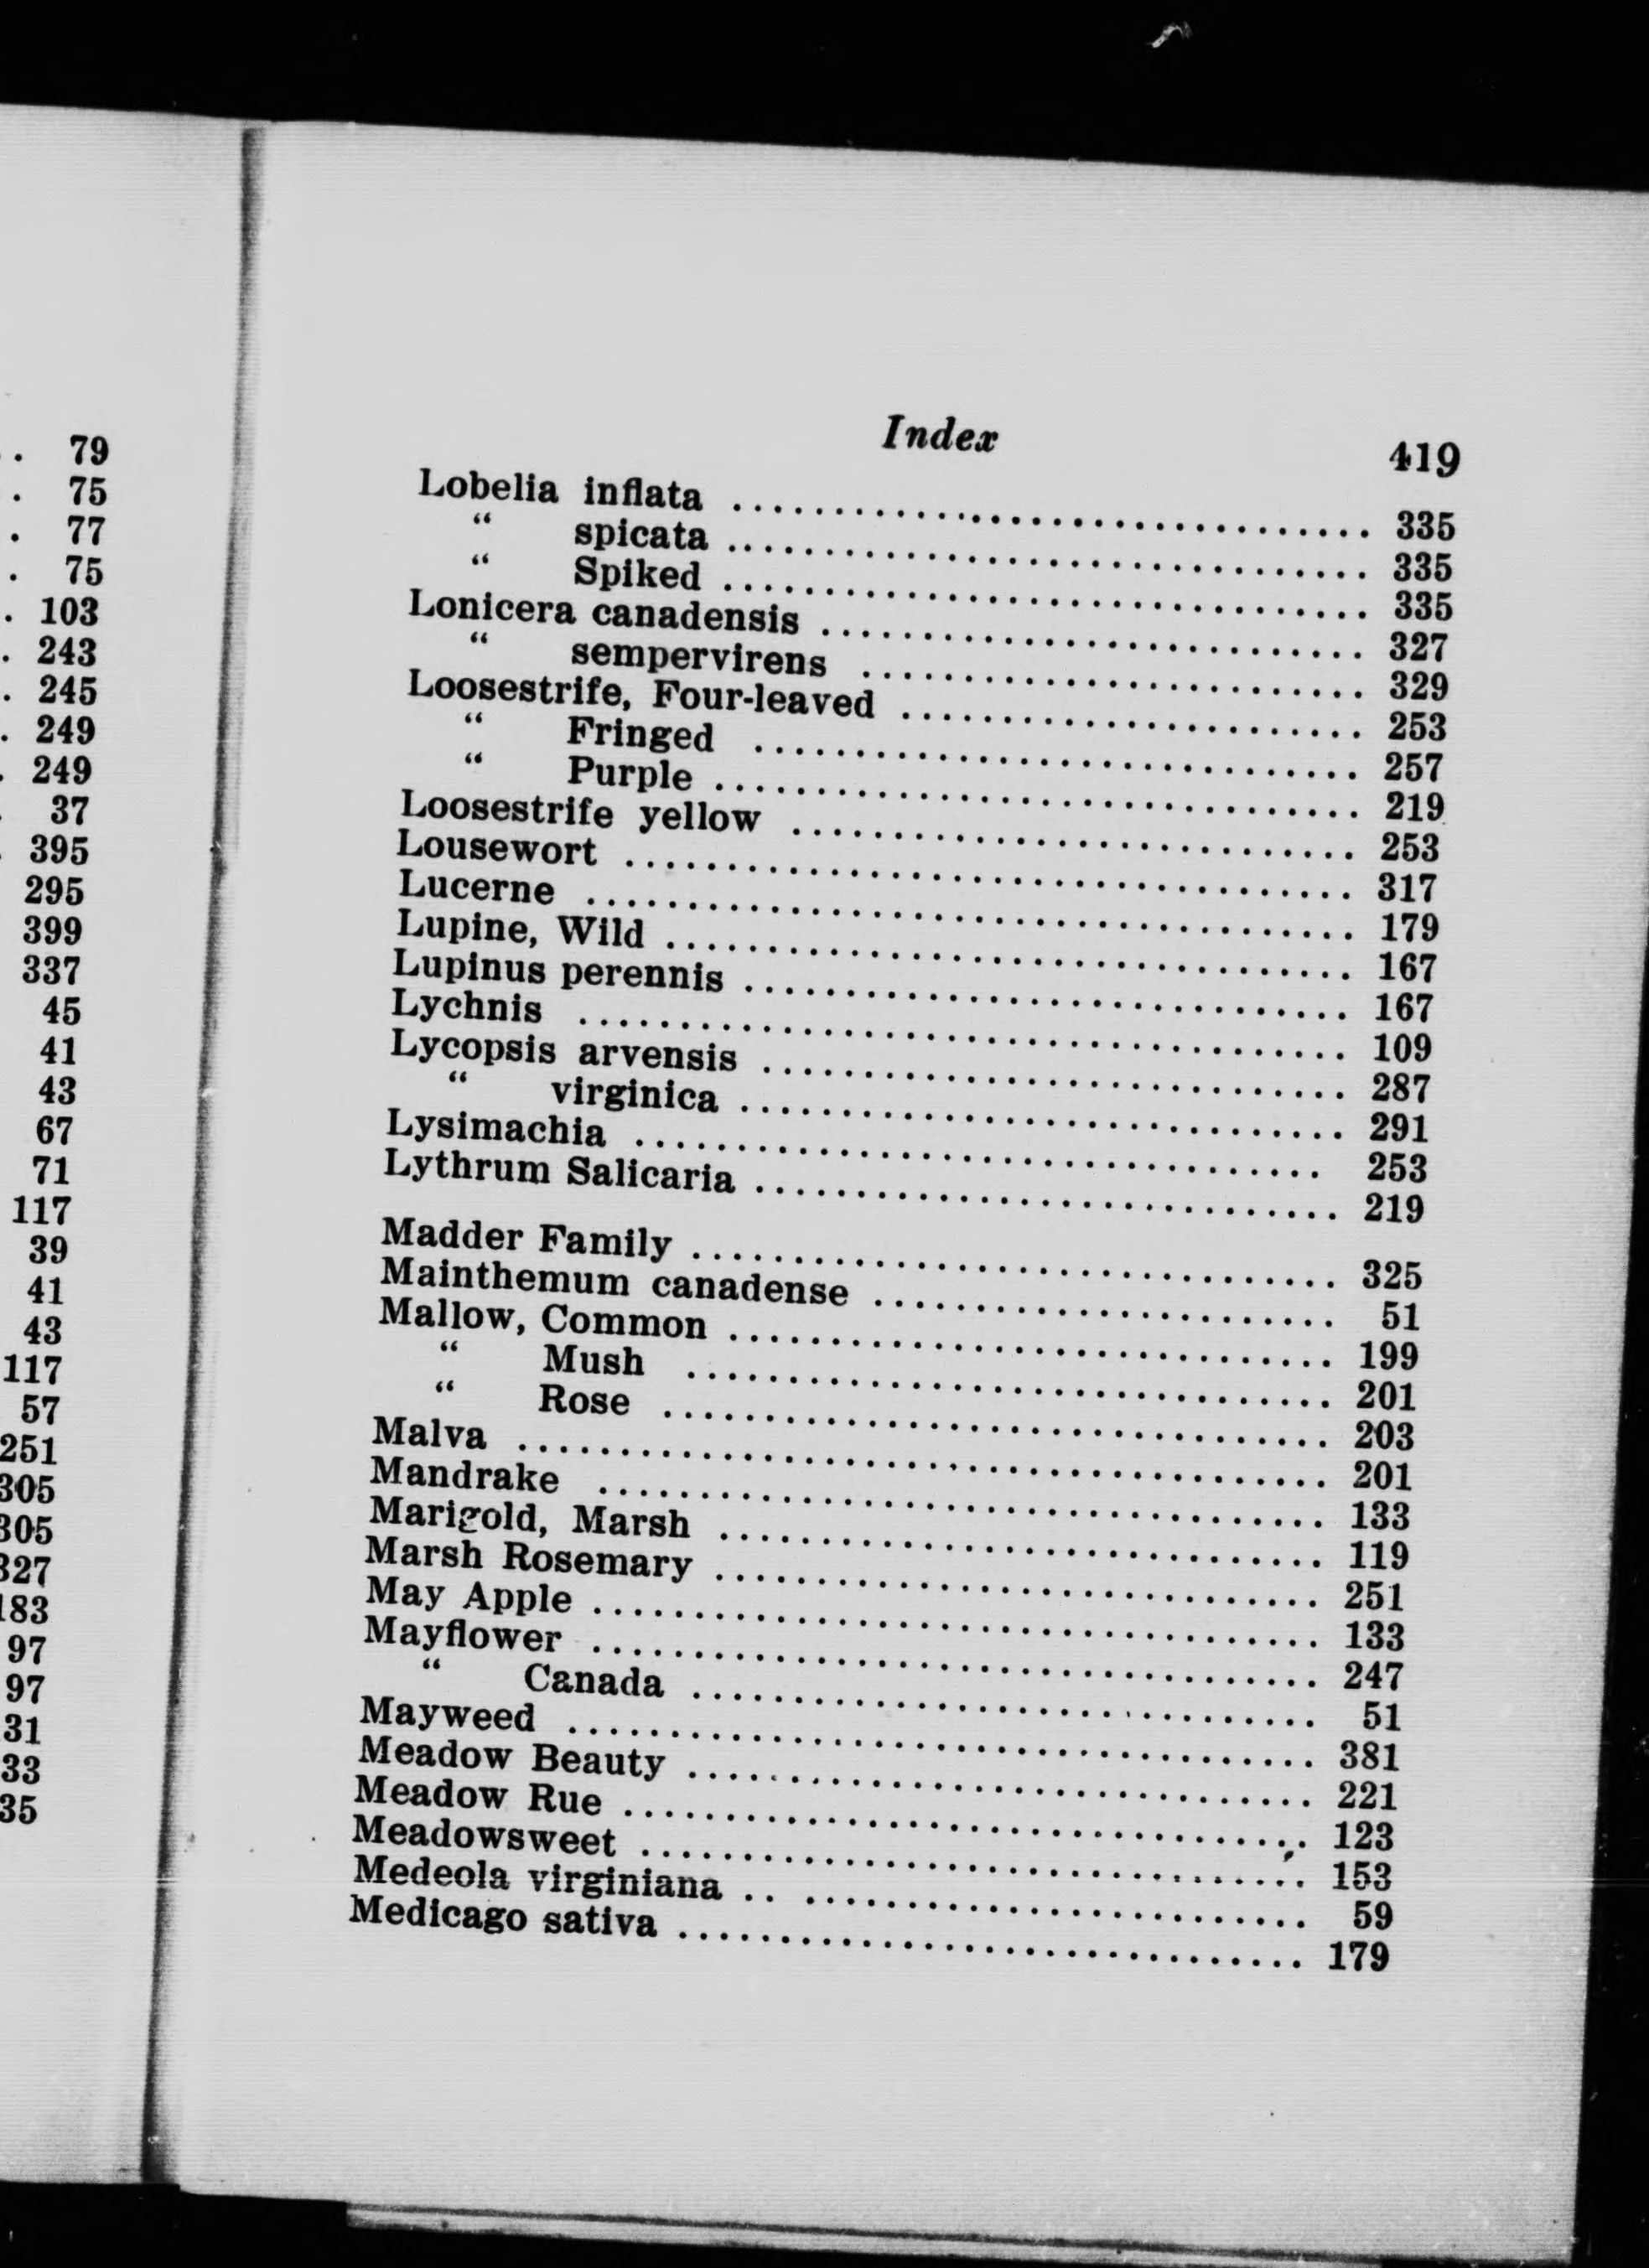 . 79
. 75
. 77
. 75
. 103
. 243
. 245
. 249
. 249
37
. 395
295
399
337
45
41
43
67
71
117
39
41
43
117
57
251
305
305
327
183
97
97
31
33
35
Index 419
Lobelia inflata ................................ 335
“ spicata ................................ 335
“ Spiked ................................ 335
Lonicera canadensis ........................... 327
“ sempervirens ......................... 329
Loosestrife, Four-leaved ....................... 253
“ Fringed .............................. 257
“ Purple ................................ 219
Loosestrife yellow ............................ 253
Lousewort .................................... 317
Lucerne ...................................... 179
Lupine, Wild .................................. 167
Lupinus perennis .............................. 167
Lychnis ...................................... 109
Lycopsis arvensis ............................. 287
“ virginica .............................. 291
Lysimachia .................................. 253
Lythrum Salicaria ............................. 219
Madder Family ................................ 325
Mainthemum canadense ....................... 51
Mallow, Common .............................. 199
“ Mush ................................ 201
“ Rose ................................. 203
Malva ........................................ 201
Mandrake .................................... 133
Marigold, Marsh .............................. 119
Marsh Rosemary .............................. 251
May Apple .................................... 133
Mayflower .................................... 247
“ Canada ............................... 51
Mayweed ..................................... 381
Meadow Beauty ............................... 221
Meadow Rue .................................. 123
Meadowsweet ................................. 153
Medeola virginiana .. ......................... 59
Medicago sativa ............................... 179